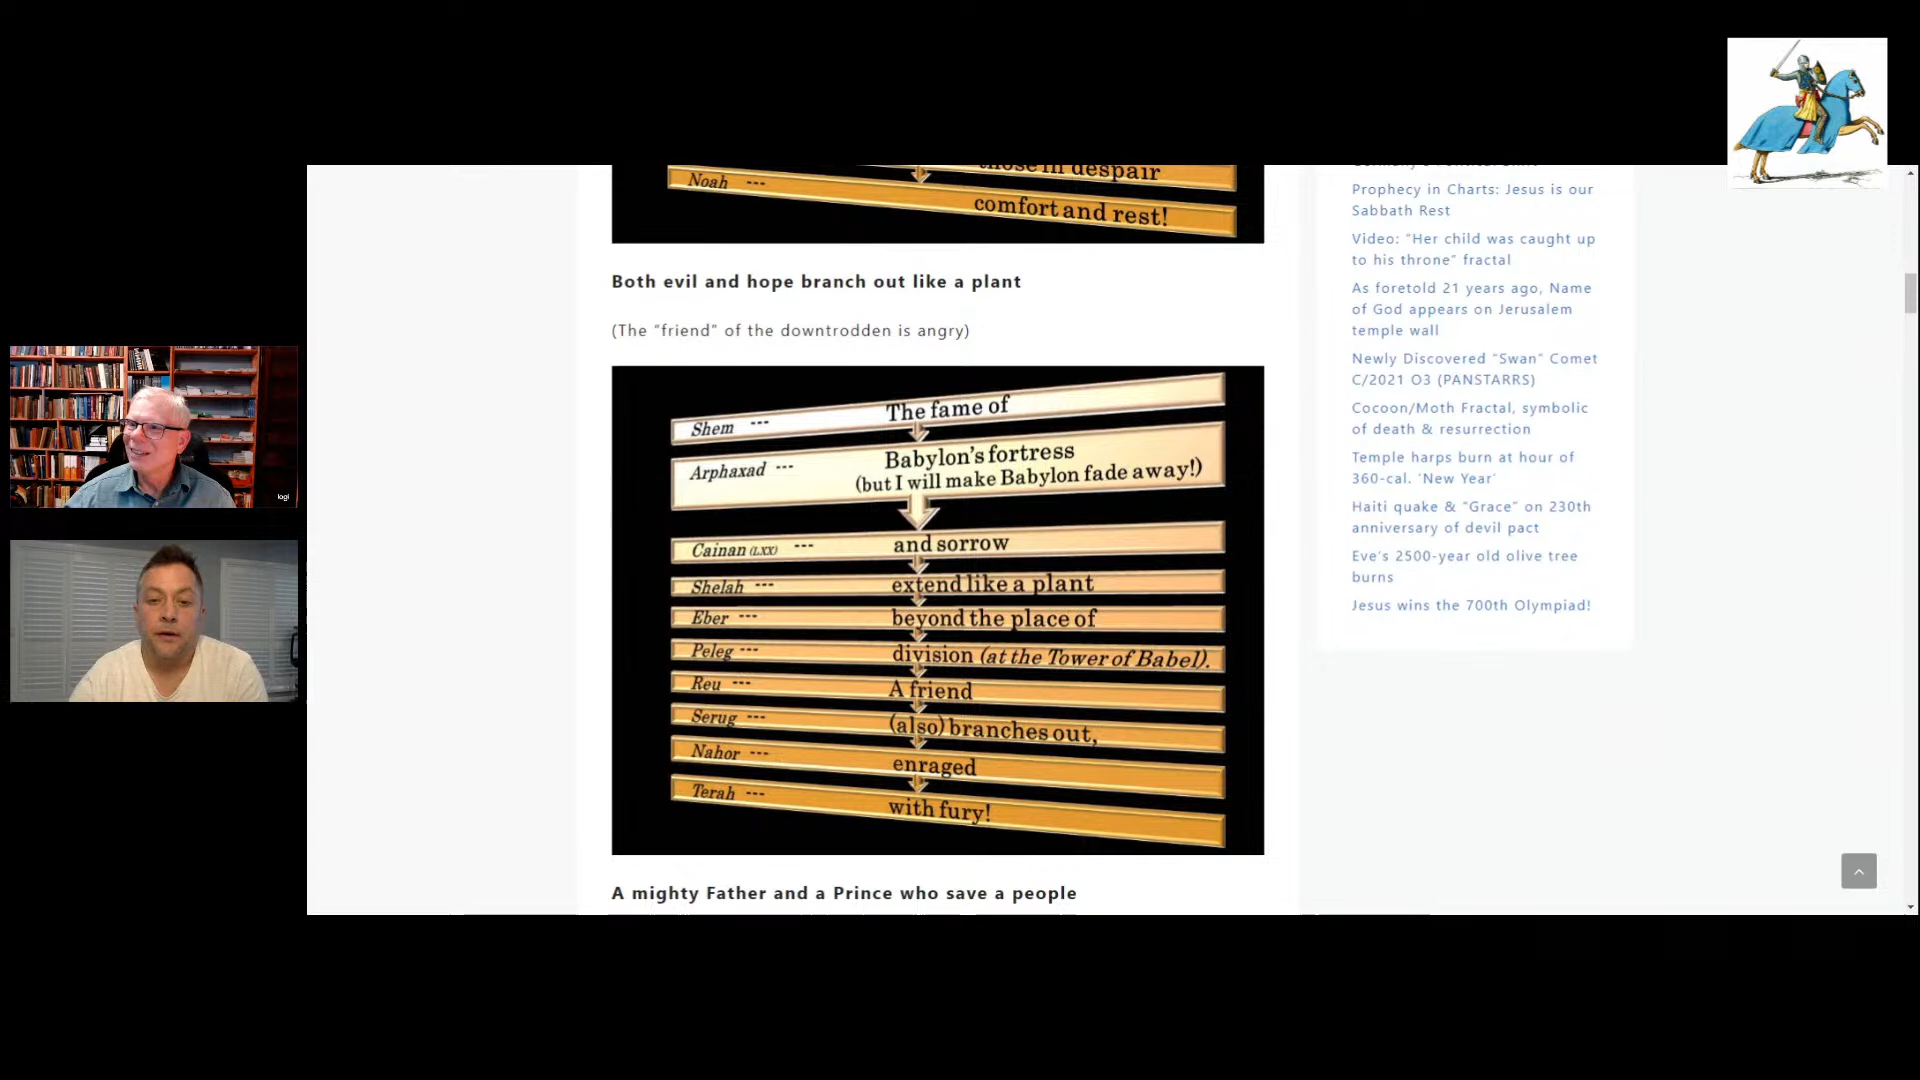 those in despair
Noah ---
comfort and rest!
Both evil and hope branch out like a plant
(The “friend” of the downtrodden is angry)
Shem --- The fame of
Arphaxad --- Babylon's fortress
(but I will make Babylon fade away!)
Cainan (LXX) --- and sorrow
Shelah --- extend like a plant
Eber --- beyond the place of
Peleg --- division (at the Tower of Babel).
Reu --- A friend
Serug --- (also) branches out,
Nahor --- enraged
Terah --- with fury!
A mighty Father and a Prince who save a people
Prophecy in Charts: Jesus is our
Sabbath Rest
Video: “Her child was caught up
to his throne” fractal
As foretold 21 years ago, Name
of God appears on Jerusalem
temple wall
Newly Discovered “Swan” Comet
C/2021 O3 (PANSTARRS)
Cocoon/Moth Fractal, symbolic
of death & resurrection
Temple harps burn at hour of
360-cal. ‘New Year’
Haiti quake & “Grace” on 230th
anniversary of devil pact
Eve’s 2500-year old olive tree
burns
Jesus wins the 700th Olympiad!
logi